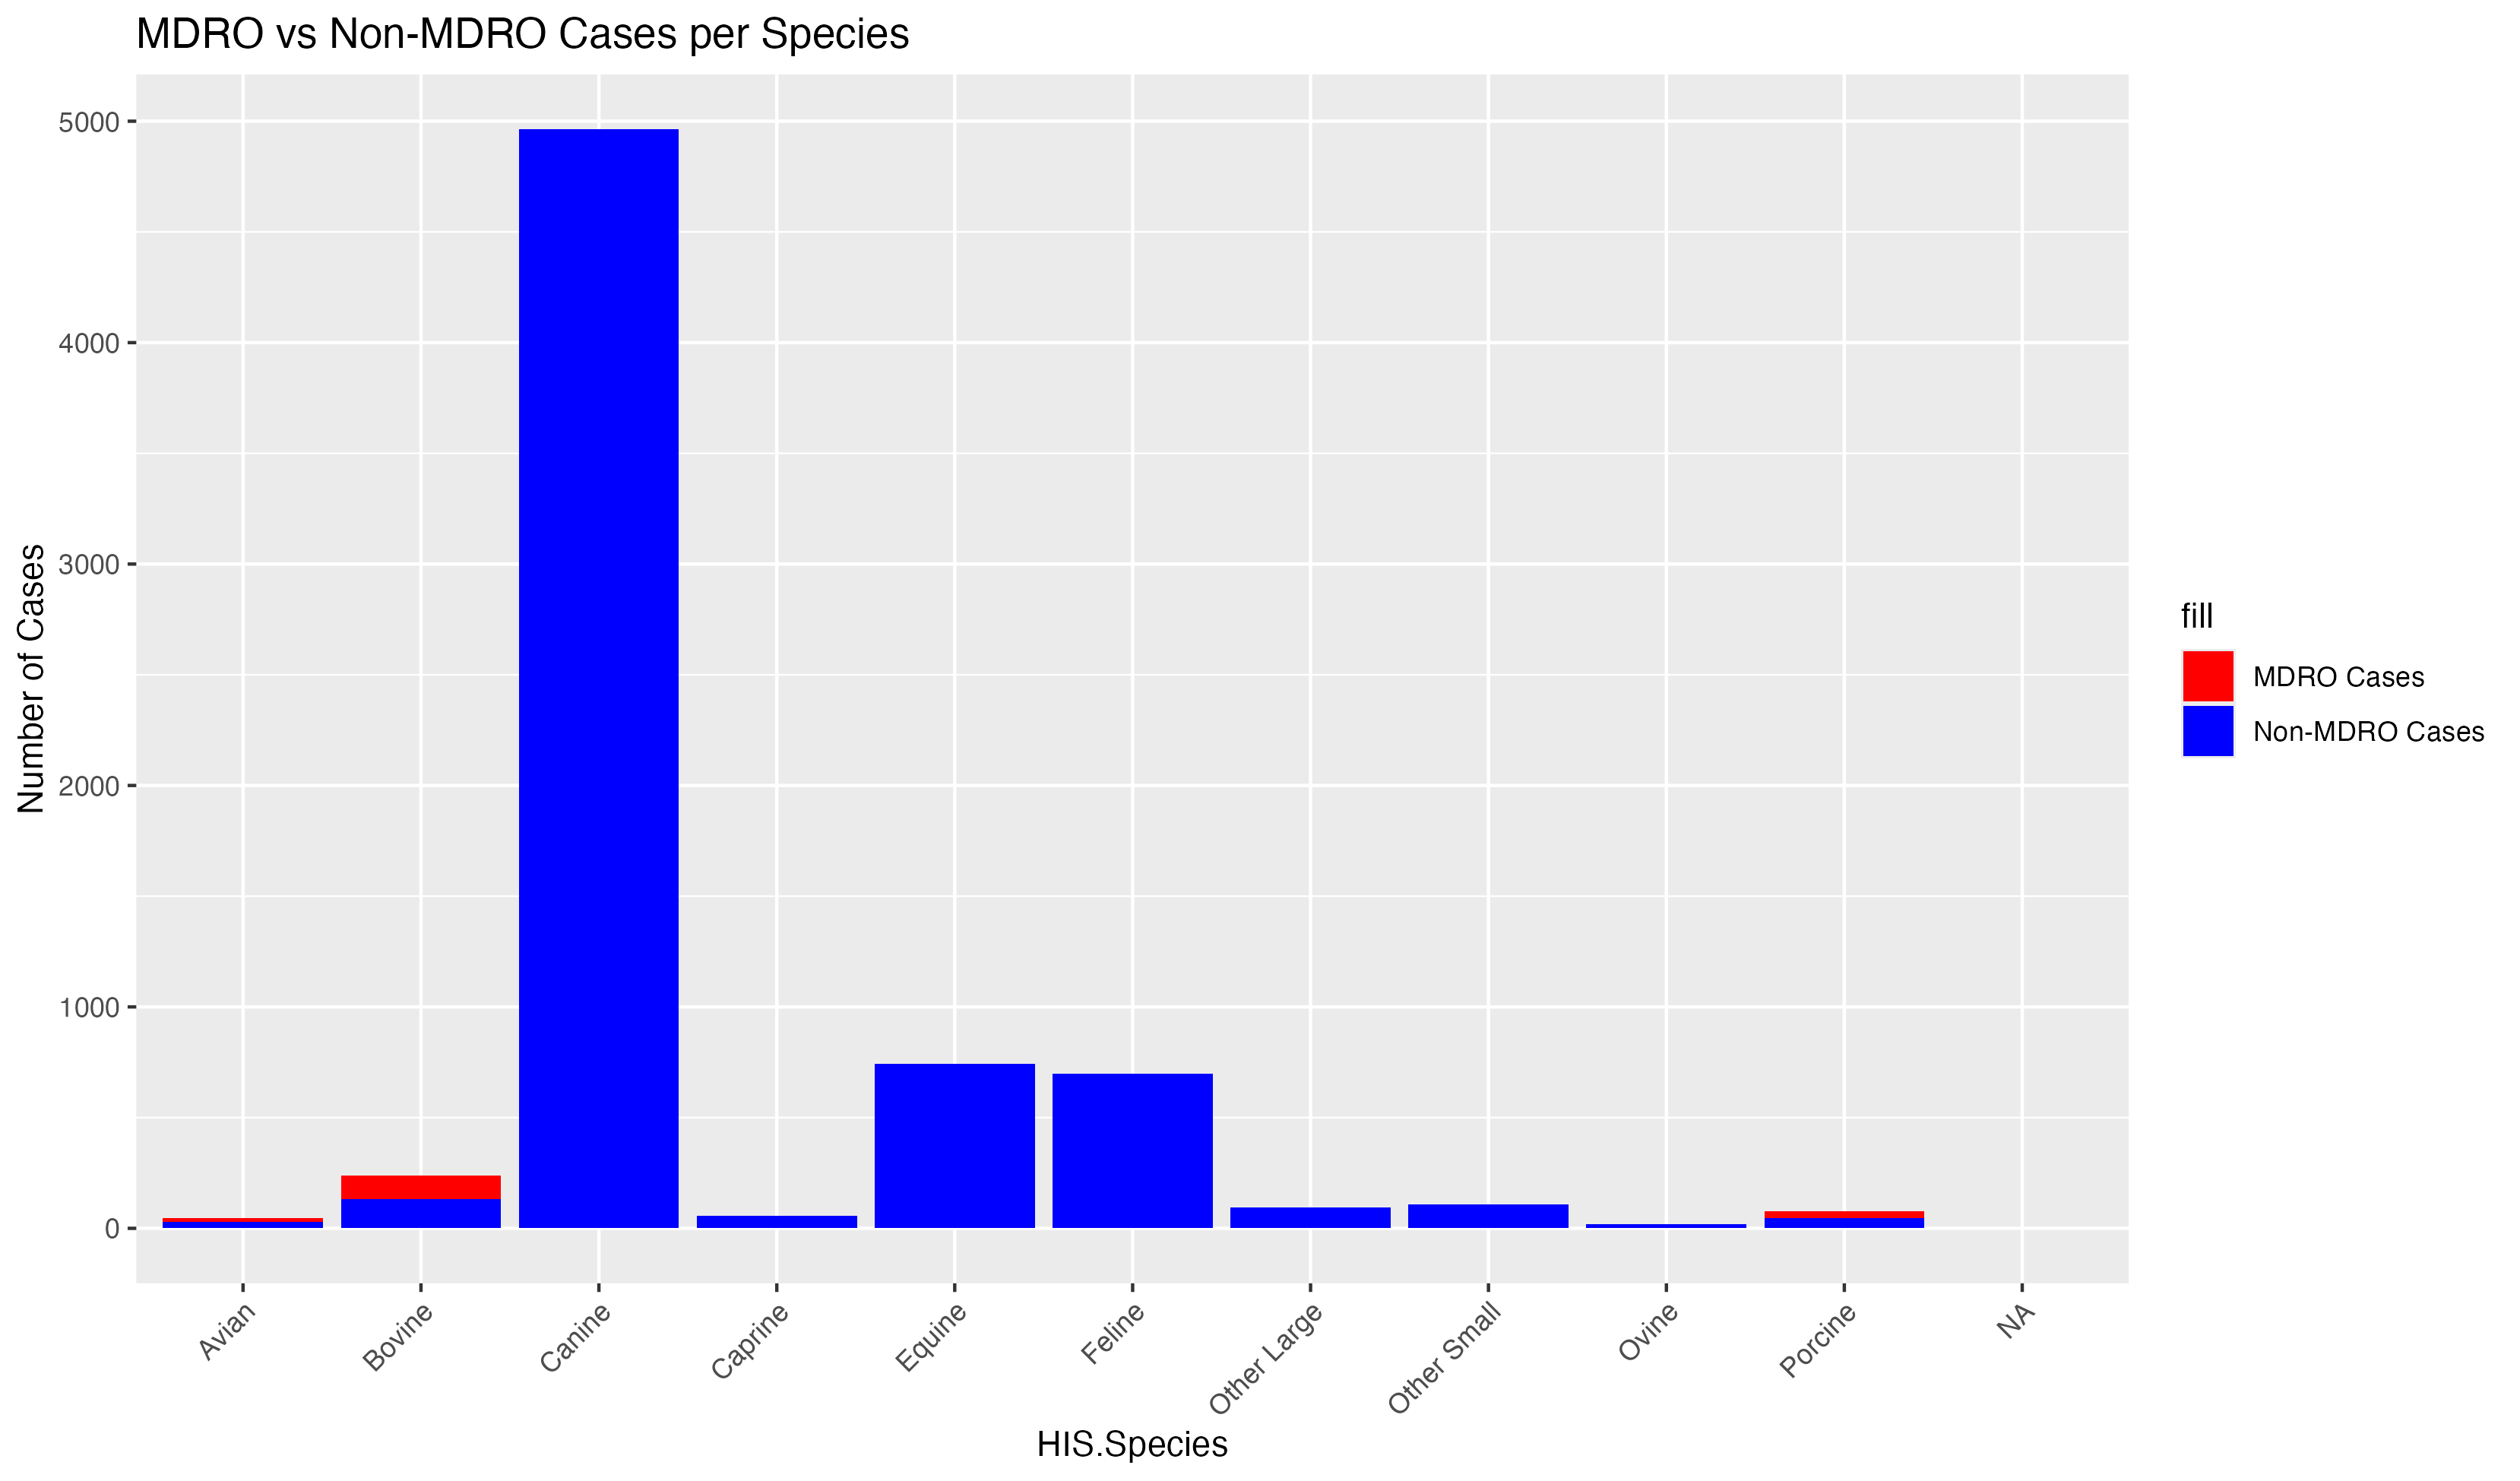 MDRO vs Non-MDRO Cases per Species
Number of Cases
5000
4000
3000
2000
1000
0
Avian
Bovine
Canine
Caprine
Equine
Feline
Other Large
Other Small
Ovine
Porcine
NA
HIS.Species
fill
MDRO Cases
Non-MDRO Cases